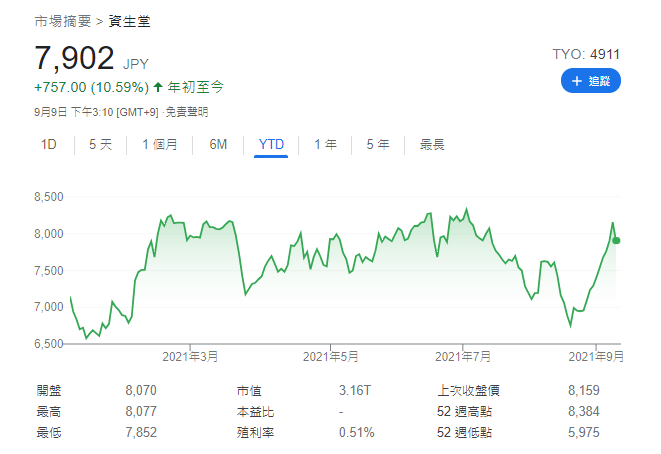 市場摘要 > 資生堂
7,902 JPY
TYO: 4911
+757.00 (10.59%) ↑ 年初至今
+ 追蹤
9月9日 下午3:10 [GMT+9] · 免責聲明
1D 5 天 1 個月 6M YTD 1 年 5 年 最長
8,500
8,000
7,500
7,000
6,500
2021年3月 2021年5月 2021年7月 2021年9月
開盤 8,070 市值 3.16T 上次收盤價 8,159
最高 8,077 本益比 - 52 週高點 8,384
最低 7,852 殖利率 0.51% 52 週低點 5,975